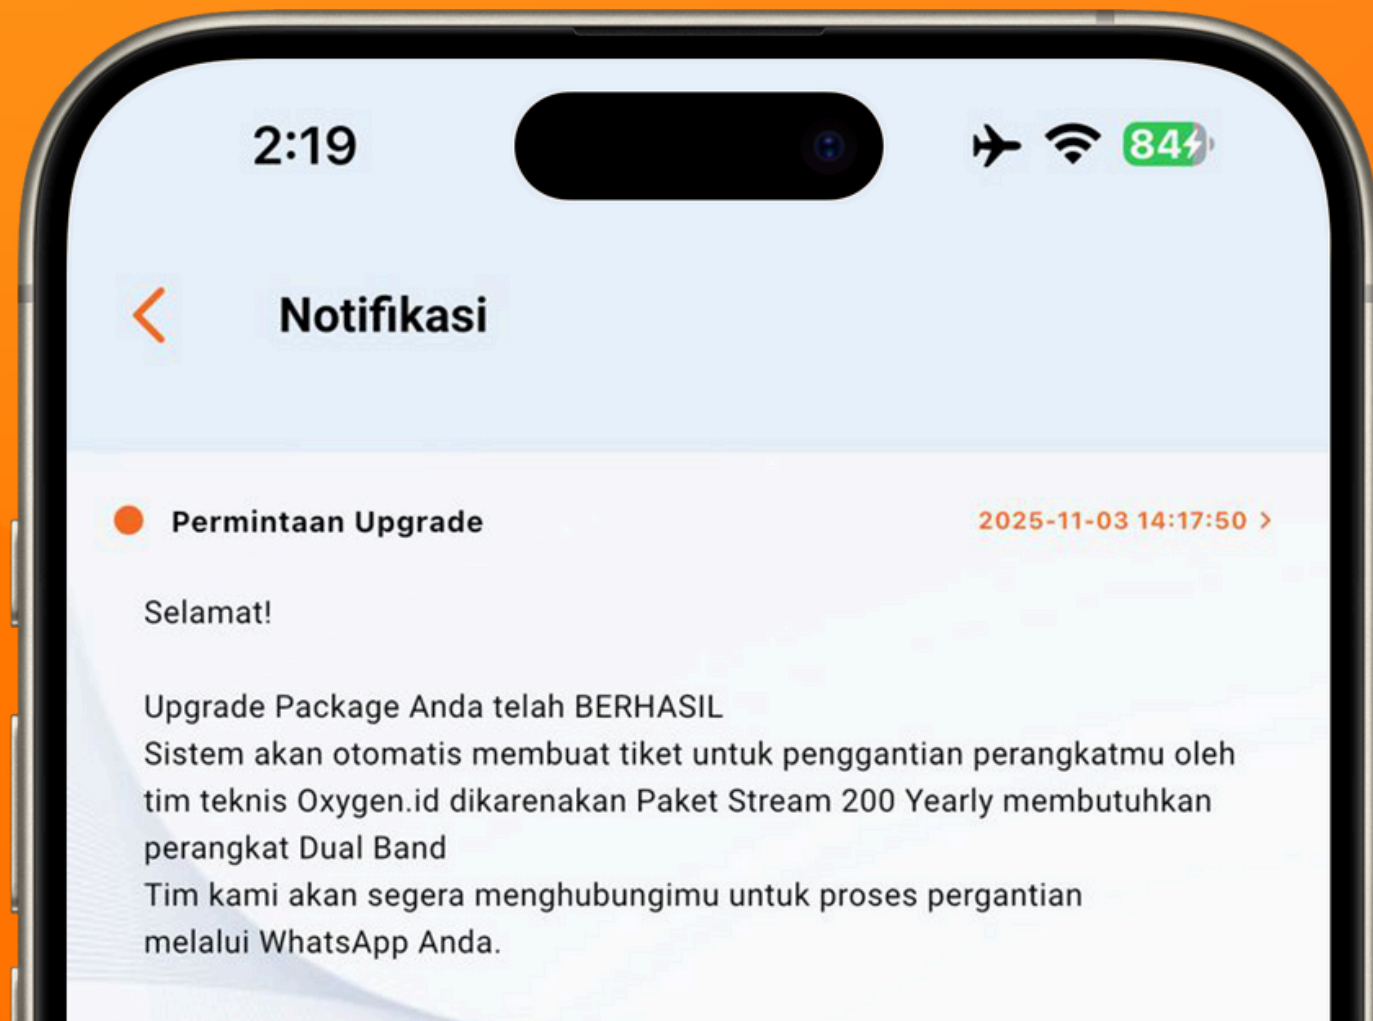 2:19
84
Notifikasi
Permintaan Upgrade
2025-11-03 14:17:50 >
Selamat!
Upgrade Package Anda telah BERHASIL
Sistem akan otomatis membuat tiket untuk penggantian perangkatmu oleh
tim teknis Oxygen.id dikarenakan Paket Stream 200 Yearly membutuhkan
perangkat Dual Band
Tim kami akan segera menghubungimu untuk proses pergantian
melalui WhatsApp Anda.